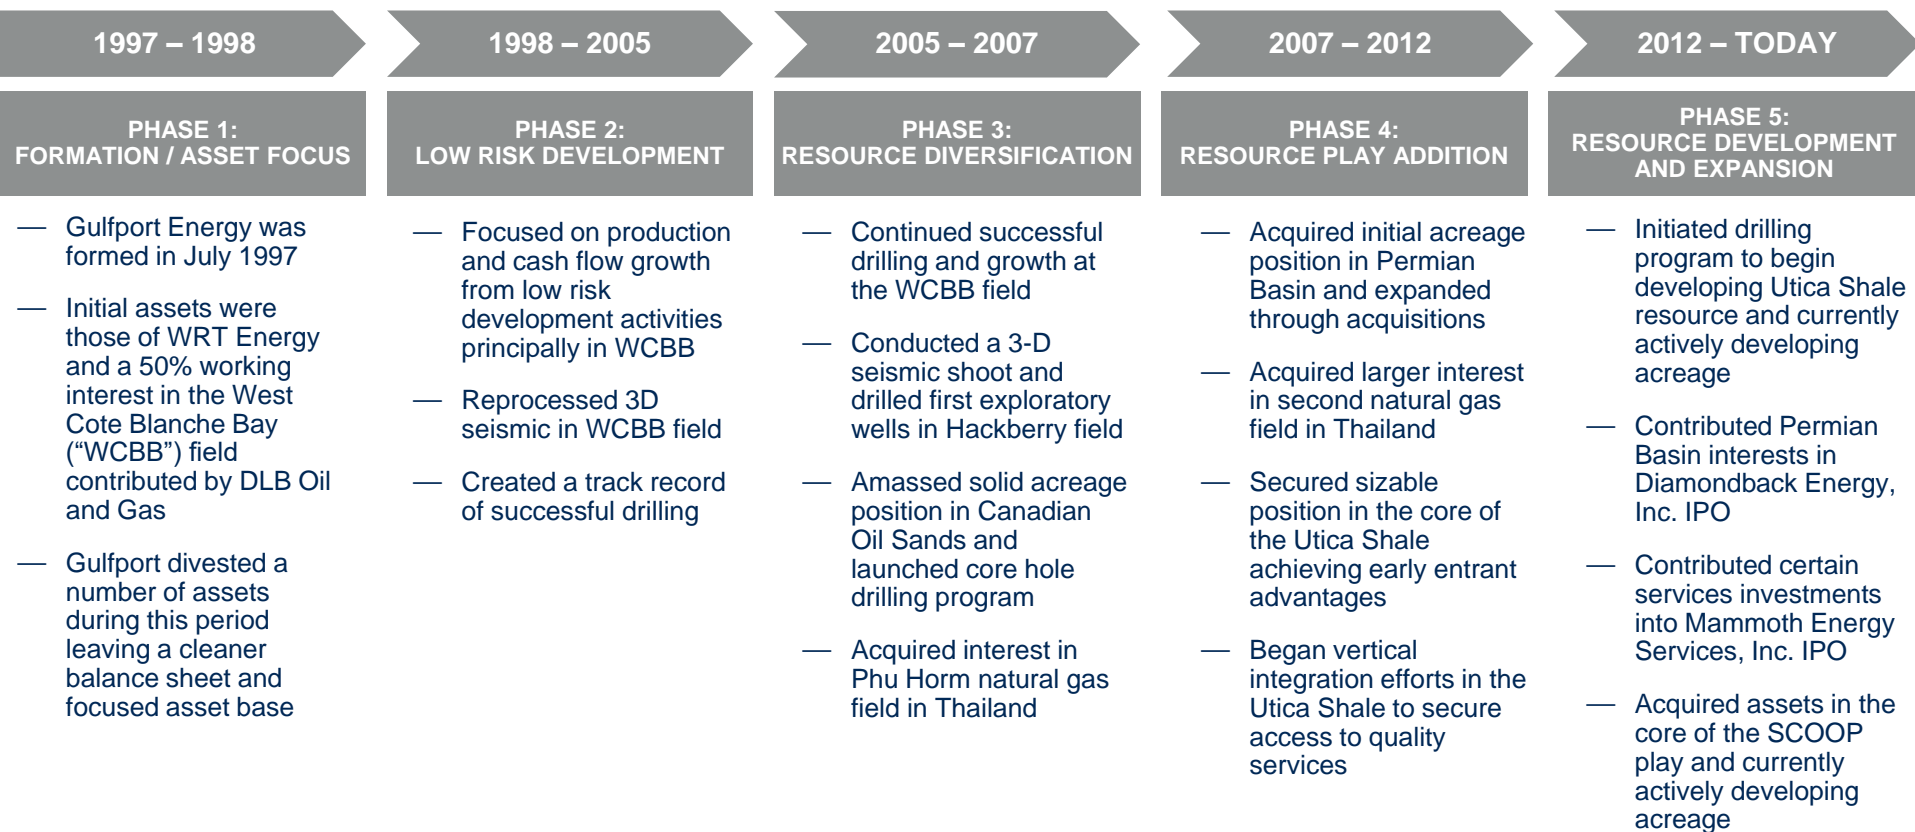 1997 – 1998
1998 – 2005
2005 – 2007
2007 – 2012
2012 – TODAY
PHASE 1:
FORMATION / ASSET FOCUS
PHASE 2:
LOW RISK DEVELOPMENT
PHASE 3:
RESOURCE DIVERSIFICATION
PHASE 4:
RESOURCE PLAY ADDITION
PHASE 5:
RESOURCE DEVELOPMENT
AND EXPANSION
— Gulfport Energy was
formed in July 1997
— Initial assets were
those of WRT Energy
and a 50% working
interest in the West
Cote Blanche Bay
(“WCBB”) field
contributed by DLB Oil
and Gas
— Gulfport divested a
number of assets
during this period
leaving a cleaner
balance sheet and
focused asset base
— Focused on production
and cash flow growth
from low risk
development activities
principally in WCBB
— Reprocessed 3D
seismic in WCBB field
— Created a track record
of successful drilling
— Continued successful
drilling and growth at
the WCBB field
— Conducted a 3-D
seismic shoot and
drilled first exploratory
wells in Hackberry field
— Amassed solid acreage
position in Canadian
Oil Sands and
launched core hole
drilling program
— Acquired interest in
Phu Horm natural gas
field in Thailand
— Acquired initial acreage
position in Permian
Basin and expanded
through acquisitions
— Acquired larger interest
in second natural gas
field in Thailand
— Secured sizable
position in the core of
the Utica Shale
achieving early entrant
advantages
— Began vertical
integration efforts in the
Utica Shale to secure
access to quality
services
— Initiated drilling
program to begin
developing Utica Shale
resource and currently
actively developing
acreage
— Contributed Permian
Basin interests in
Diamondback Energy,
Inc. IPO
— Contributed certain
services investments
into Mammoth Energy
Services, Inc. IPO
— Acquired assets in the
core of the SCOOP
play and currently
actively developing
acreage